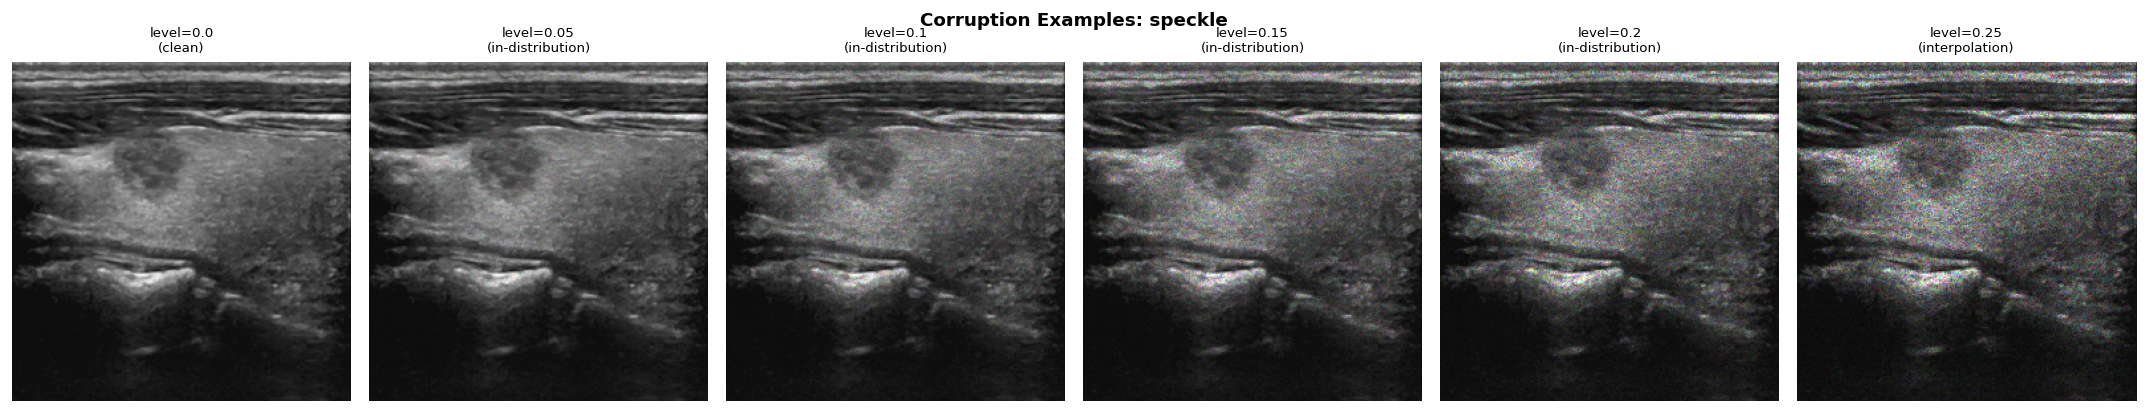 Corruption Examples: speckle
level=0.0
(clean)
level=0.05
(in-distribution)
level=0.1
(in-distribution)
level=0.15
(in-distribution)
level=0.2
(in-distribution)
level=0.25
(interpolation)